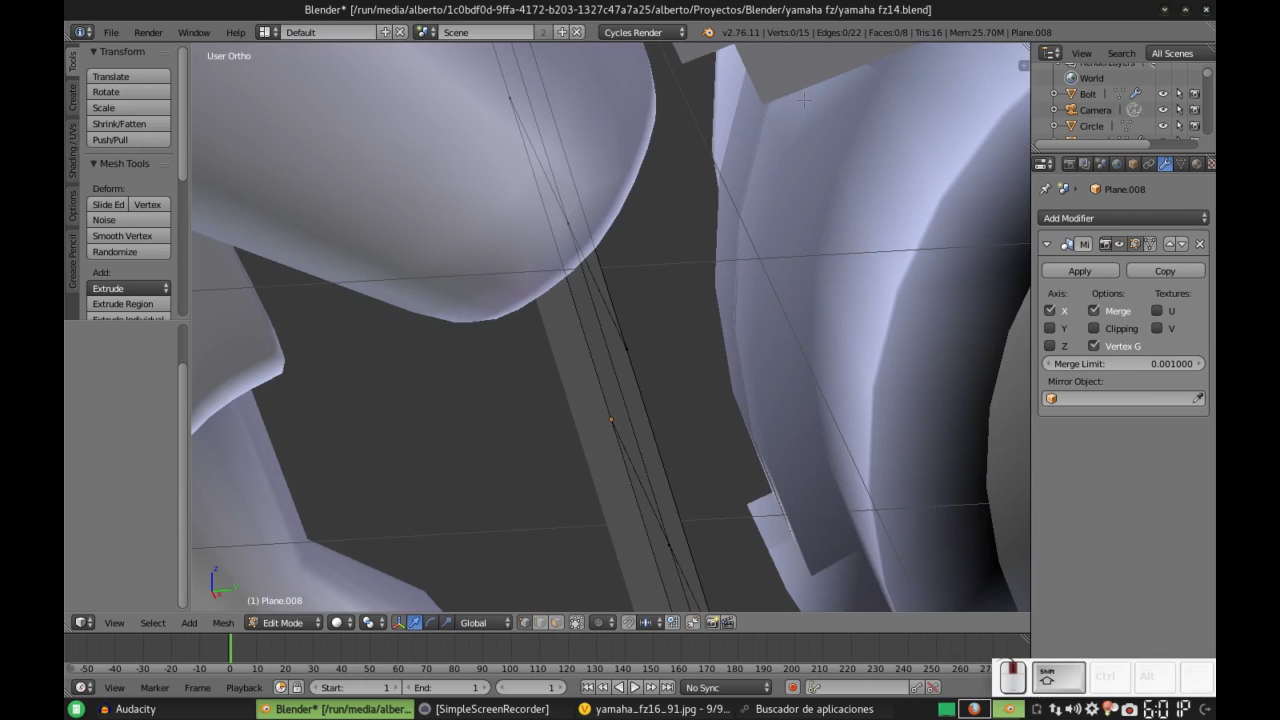 Blender* [/run/media/alberto/1c0bdf0d-9ffa-4172-b203-1327c47a7a25/alberto/Proyectos/Blender/yamaha fz/yamaha fz14.blend]
File Render Window Help Default Scene 2 Cycles Render v2.76.11 | Verts:0/15 | Edges:0/22 | Faces:0/8 | Tris:16 | Mem:25.70M | Plane.008
Tools
Create
Shading / UVs
Options
Grease Pencil
Transform
Translate
Rotate
Scale
Shrink/Fatten
Push/Pull
Mesh Tools
Deform:
Slide Ed Vertex
Noise
Smooth Vertex
Randomize
Add:
Extrude
Extrude Region
Extrude Individual
User Ortho
z
(1) Plane.008
View Search All Scenes
World
Bolt
Camera
Circle
Plane.008
Add Modifier
Mi
Apply Copy
Axis: Options: Textures:
X Merge U
Y Clipping V
Z Vertex G
Merge Limit: 0.001000
Mirror Object:
View Select Add Mesh Edit Mode Global
-50 -40 -30 -20 -10 0 10 20 30 40 50 60 70 80 90 100 110 120 130 140 150 160 170 180 190 200 210 220 230 240 250 260
View Marker Frame Playback Start: 1 End: 1 1 No Sync
Shift Ctrl Alt
Audacity Blender* [/run/media/alber... [SimpleScreenRecorder] yamaha_fz16_91.jpg - 9/9... Buscador de aplicaciones